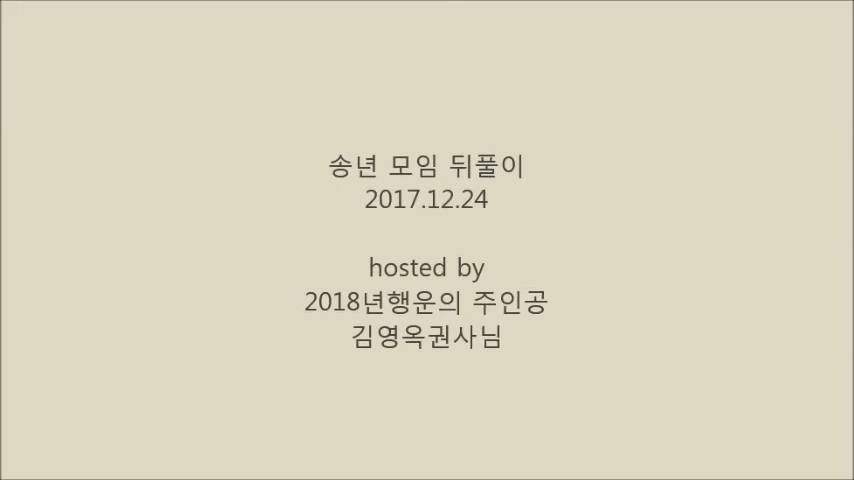 송년 모임 뒤풀이
2017.12.24
hosted by
2018년행운의 주인공
김영옥권사님